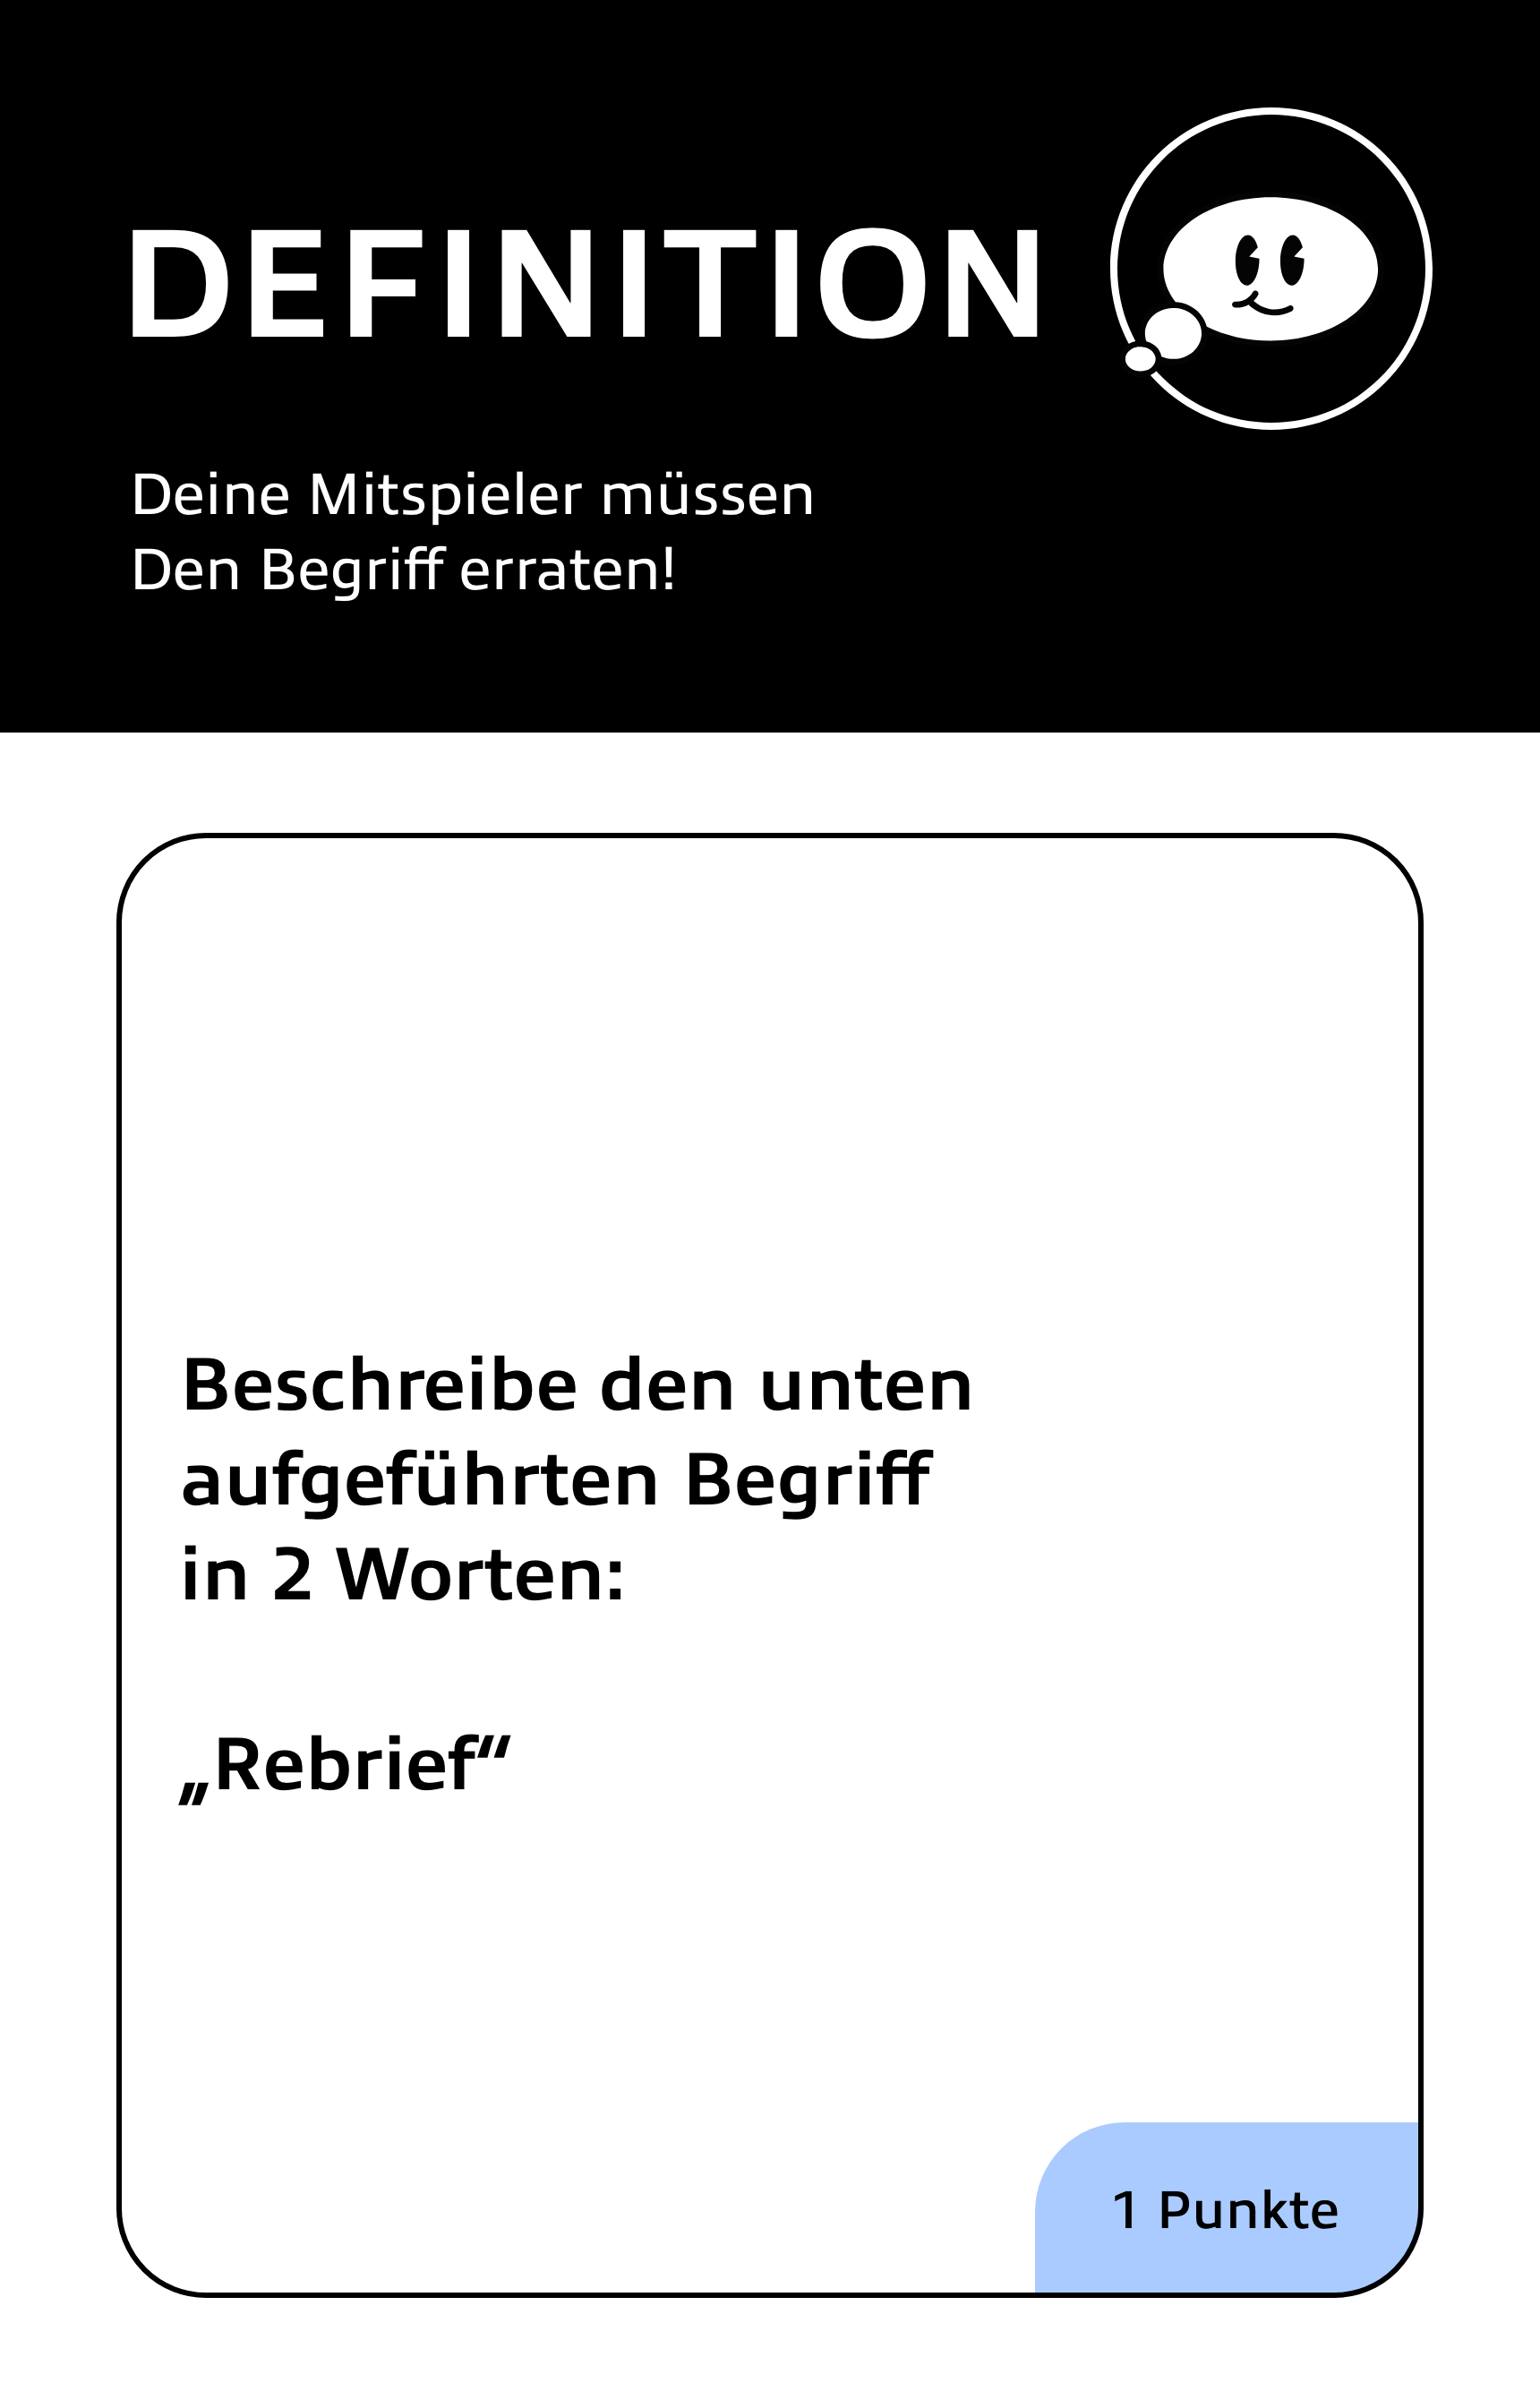 DEFINITION
Deine Mitspieler müssen
Den Begriff erraten!
Beschreibe den unten
aufgeführten Begriff
in 2 Worten:
„Rebrief“
1 Punkte